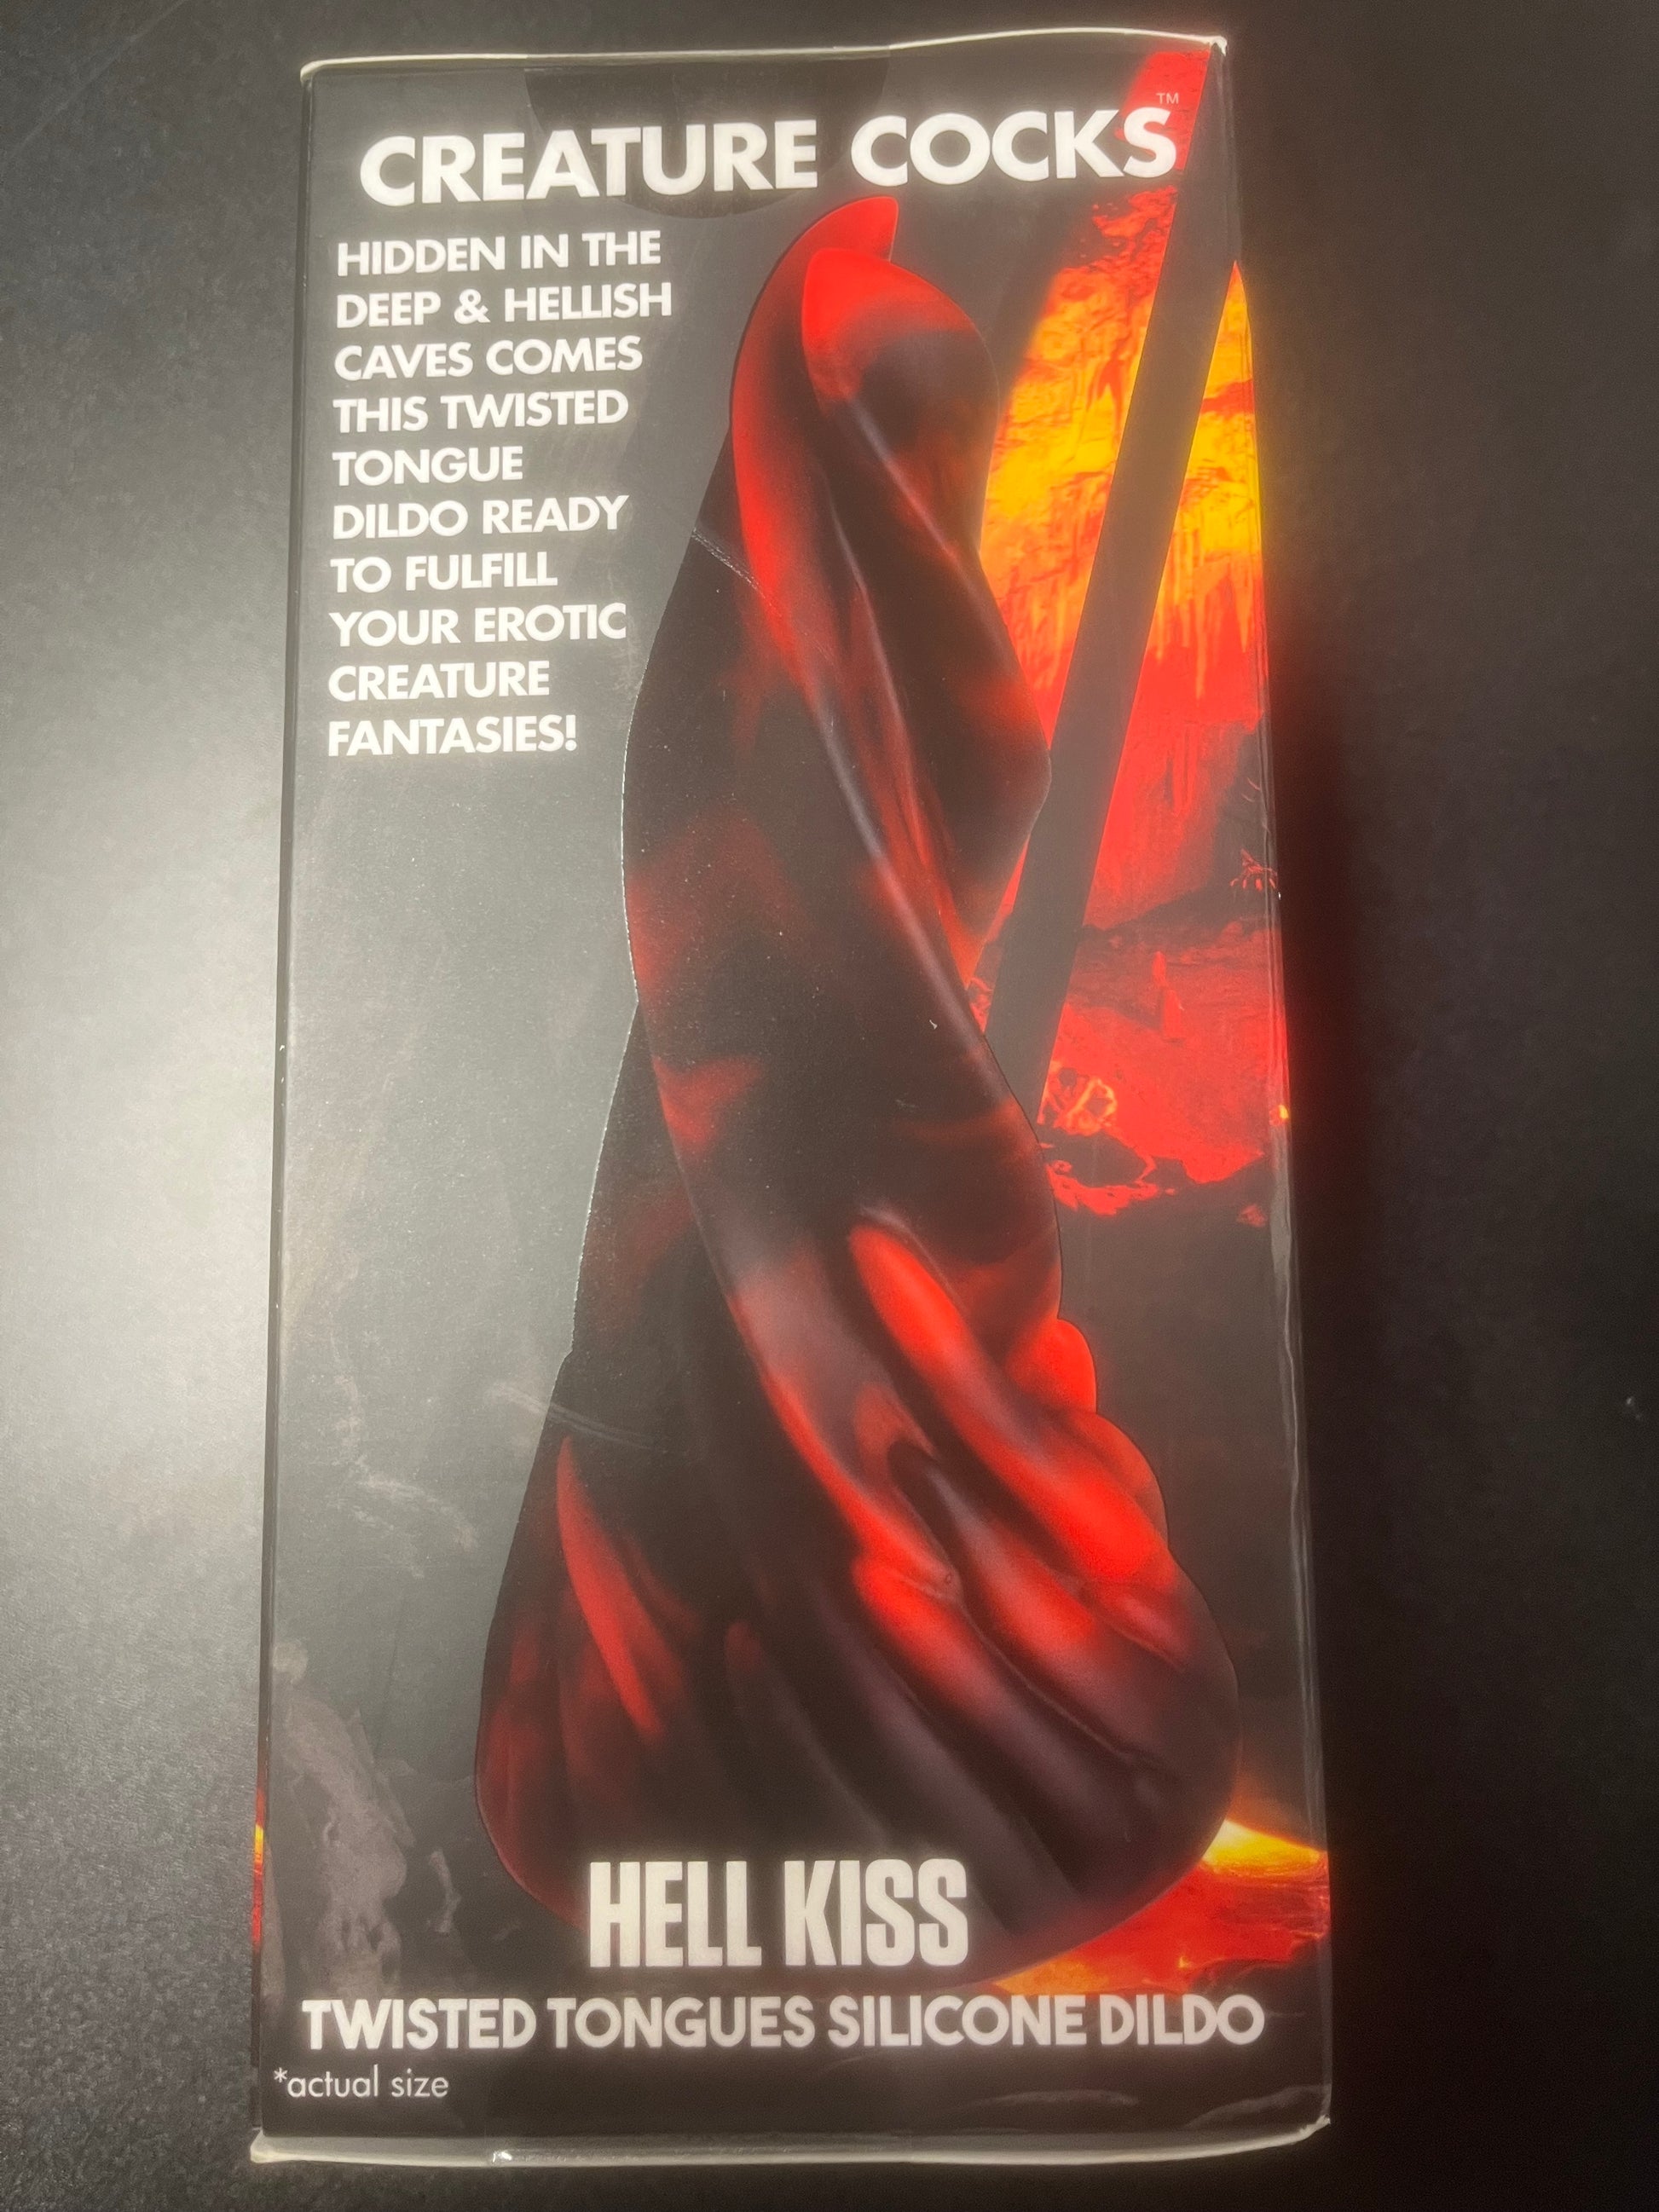 CREATURE COCKS™
HIDDEN IN THE
DEEP & HELLISH
CAVES COMES
THIS TWISTED
TONGUE
DILDO READY
TO FULFILL
YOUR EROTIC
CREATURE
FANTASIES!
HELL KISS
TWISTED TONGUES SILICONE DILDO
*actual size